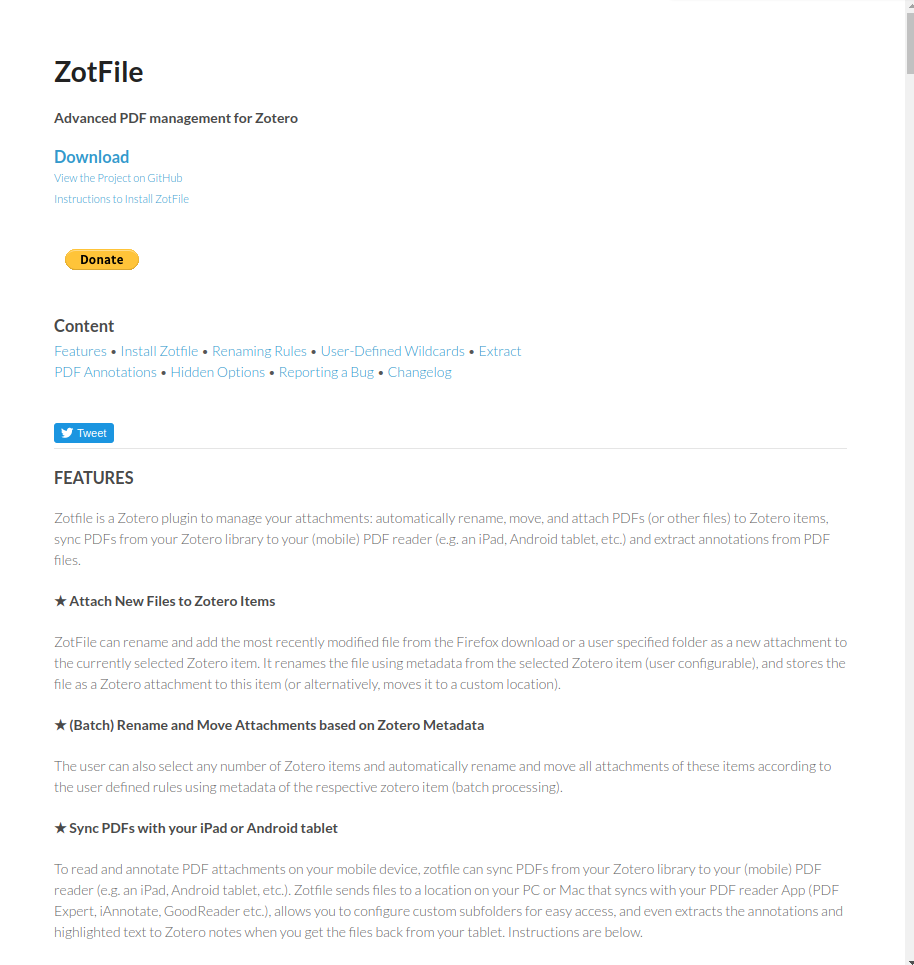 ZotFile
Advanced PDF management for Zotero
Download
View the Project on GitHub
Instructions to Install ZotFile
Donate
Content
Features • Install Zotfile • Renaming Rules • User-Defined Wildcards • Extract
PDF Annotations • Hidden Options • Reporting a Bug • Changelog
Tweet
FEATURES
Zotfile is a Zotero plugin to manage your attachments: automatically rename, move, and attach PDFs (or other files) to Zotero items,
sync PDFs from your Zotero library to your (mobile) PDF reader (e.g. an iPad, Android tablet, etc.) and extract annotations from PDF
files.
★ Attach New Files to Zotero Items
ZotFile can rename and add the most recently modified file from the Firefox download or a user specified folder as a new attachment to
the currently selected Zotero item. It renames the file using metadata from the selected Zotero item (user configurable), and stores the
file as a Zotero attachment to this item (or alternatively, moves it to a custom location).
★ (Batch) Rename and Move Attachments based on Zotero Metadata
The user can also select any number of Zotero items and automatically rename and move all attachments of these items according to
the user defined rules using metadata of the respective zotero item (batch processing).
★ Sync PDFs with your iPad or Android tablet
To read and annotate PDF attachments on your mobile device, zotfile can sync PDFs from your Zotero library to your (mobile) PDF
reader (e.g. an iPad, Android tablet, etc.). Zotfile sends files to a location on your PC or Mac that syncs with your PDF reader App (PDF
Expert, iAnnotate, GoodReader etc.), allows you to configure custom subfolders for easy access, and even extracts the annotations and
highlighted text to Zotero notes when you get the files back from your tablet. Instructions are below.